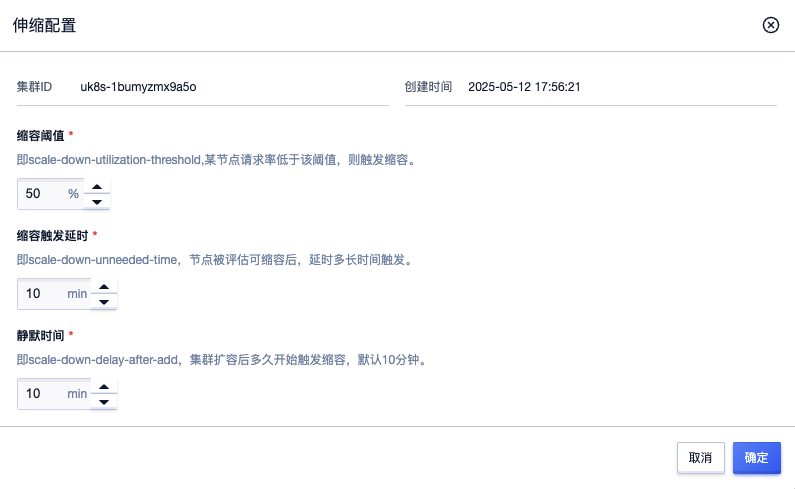 伸缩配置
集群ID uk8s-1bumyzmx9a5o 创建时间 2025-05-12 17:56:21
缩容阈值 *
即scale-down-utilization-threshold,某节点请求率低于该阈值，则触发缩容。
50 %
缩容触发延时 *
即scale-down-unneeded-time，节点被评估可缩容后，延时多长时间触发。
10 min
静默时间 *
即scale-down-delay-after-add，集群扩容后多久开始触发缩容，默认10分钟。
10 min
取消 确定